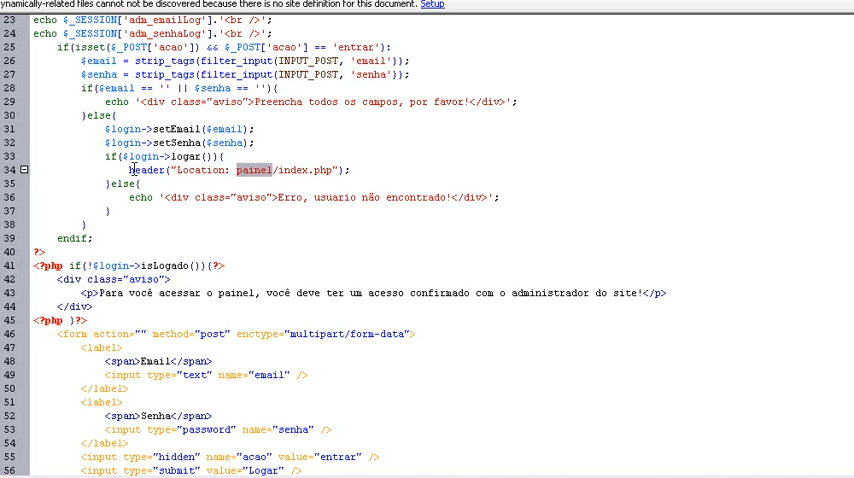 ynamically-related files cannot not be discovered because there is no site definition for this document. Setup
23 echo $_SESSION['adm_emailLog'].'<br />';
24 echo $_SESSION['adm_senhaLog'].'<br />';
25 if(isset($_POST['acao']) && $_POST['acao'] == 'entrar'):
26 $email = strip_tags(filter_input(INPUT_POST, 'email'));
27 $senha = strip_tags(filter_input(INPUT_POST, 'senha'));
28 if($email == '' || $senha == ''){
29 echo '<div class="aviso">Preencha todos os campos, por favor!</div>';
30 }else{
31 $login->setEmail($email);
32 $login->setSenha($senha);
33 if($login->logar()){
34 header("Location: painel/index.php");
35 }else{
36 echo '<div class="aviso">Erro, usuario não encontrado!</div>';
37 }
38 }
39 endif;
40 ?>
41 <?php if(!$login->isLogado()){?>
42 <div class="aviso">
43 <p>Para você acessar o painel, você deve ter um acesso confirmado com o administrador do site!</p>
44 </div>
45 <?php }?>
46 <form action="" method="post" enctype="multipart/form-data">
47 <label>
48 <span>Email</span>
49 <input type="text" name="email" />
50 </label>
51 <label>
52 <span>Senha</span>
53 <input type="password" name="senha" />
54 </label>
55 <input type="hidden" name="acao" value="entrar" />
56 <input type="submit" value="Logar" />